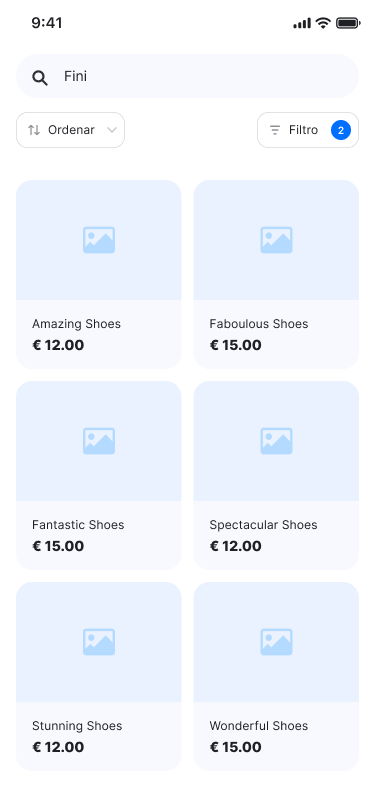 9:41
Fini
Ordenar
Filtro 2
Amazing Shoes
€ 12.00
Faboulous Shoes
€ 15.00
Fantastic Shoes
€ 15.00
Spectacular Shoes
€ 12.00
Stunning Shoes
€ 12.00
Wonderful Shoes
€ 15.00